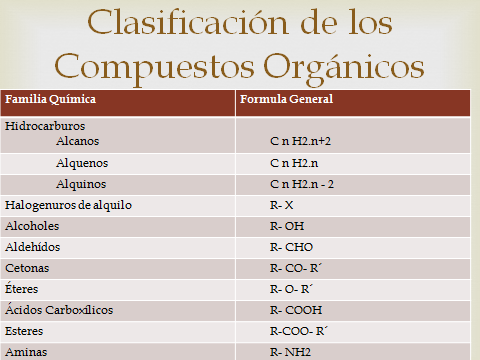 Clasificación de los
Compuestos Orgánicos
Familia Química Formula General
Hidrocarburos
Alcanos C n H2.n+2
Alquenos C n H2.n
Alquinos C n H2.n - 2
Halogenuros de alquilo R- X
Alcoholes R- OH
Aldehídos R- CHO
Cetonas R- CO- R´
Éteres R- O- R´
Ácidos Carboxílicos R- COOH
Esteres R-COO- R´
Aminas R- NH2